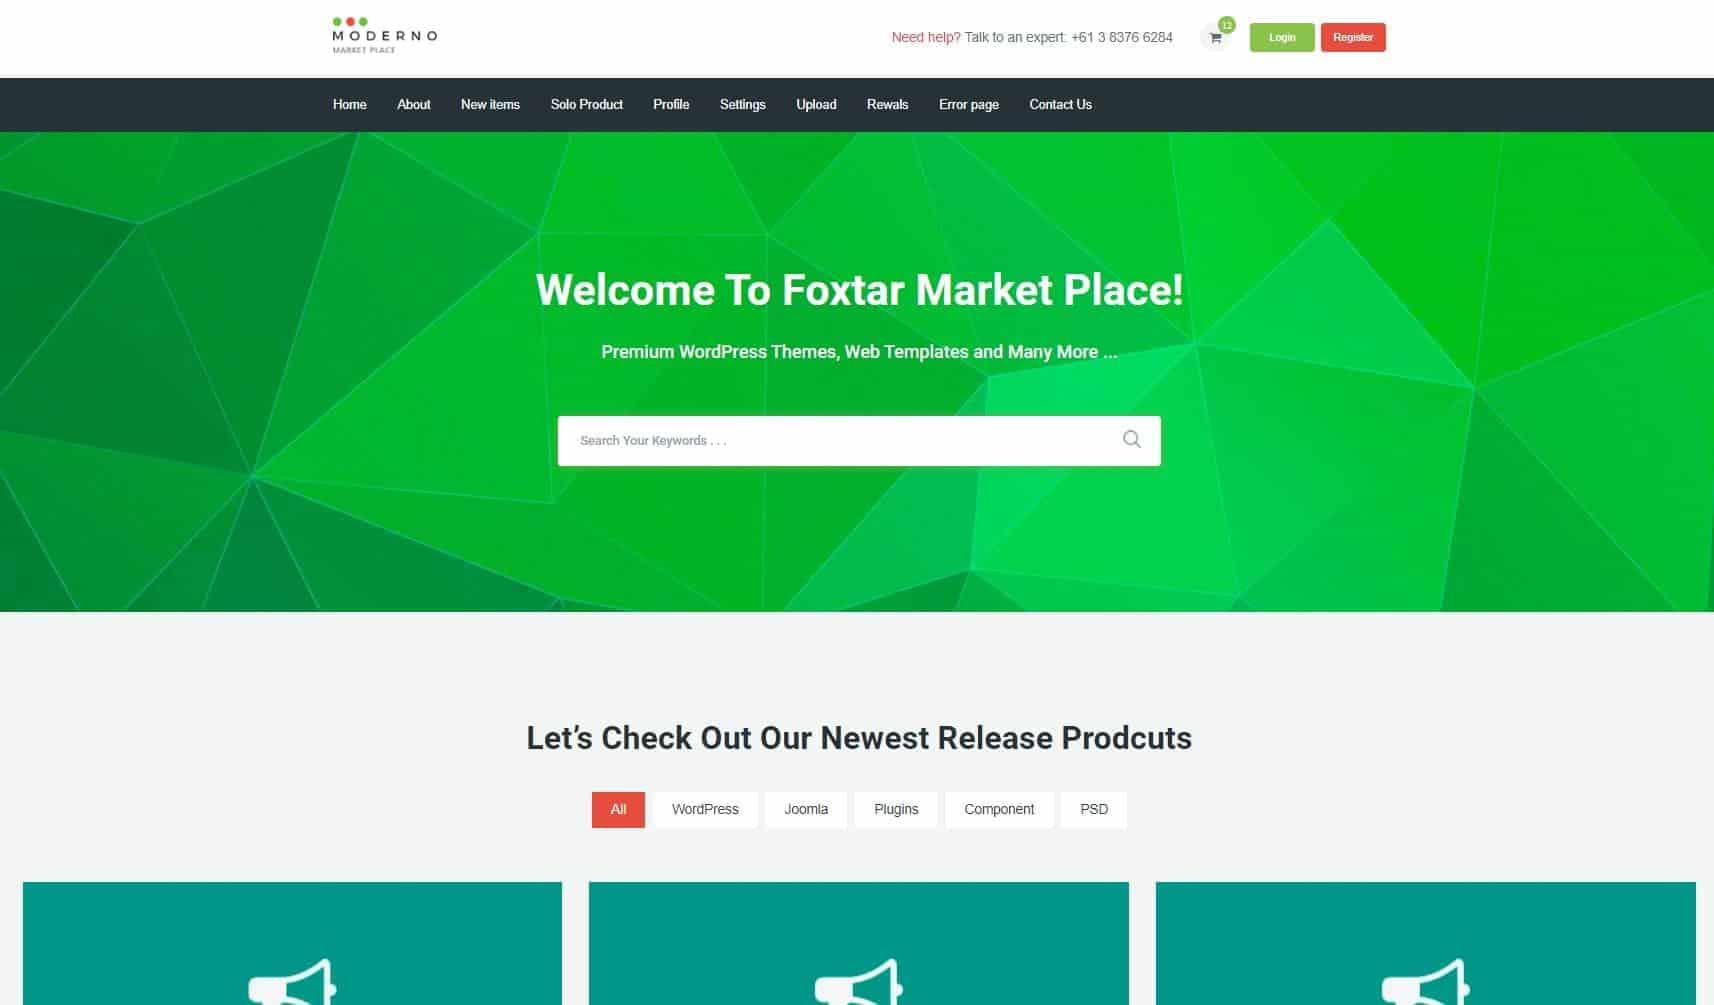 MODERNO
MARKET PLACE
Need help? Talk to an expert: +61 3 8376 6284
12
Login
Register
Home About New items Solo Product Profile Settings Upload Rewals Error page Contact Us
Welcome To Foxtar Market Place!
Premium WordPress Themes, Web Templates and Many More ...
Search Your Keywords . . .
Let’s Check Out Our Newest Release Prodcuts
All WordPress Joomla Plugins Component PSD